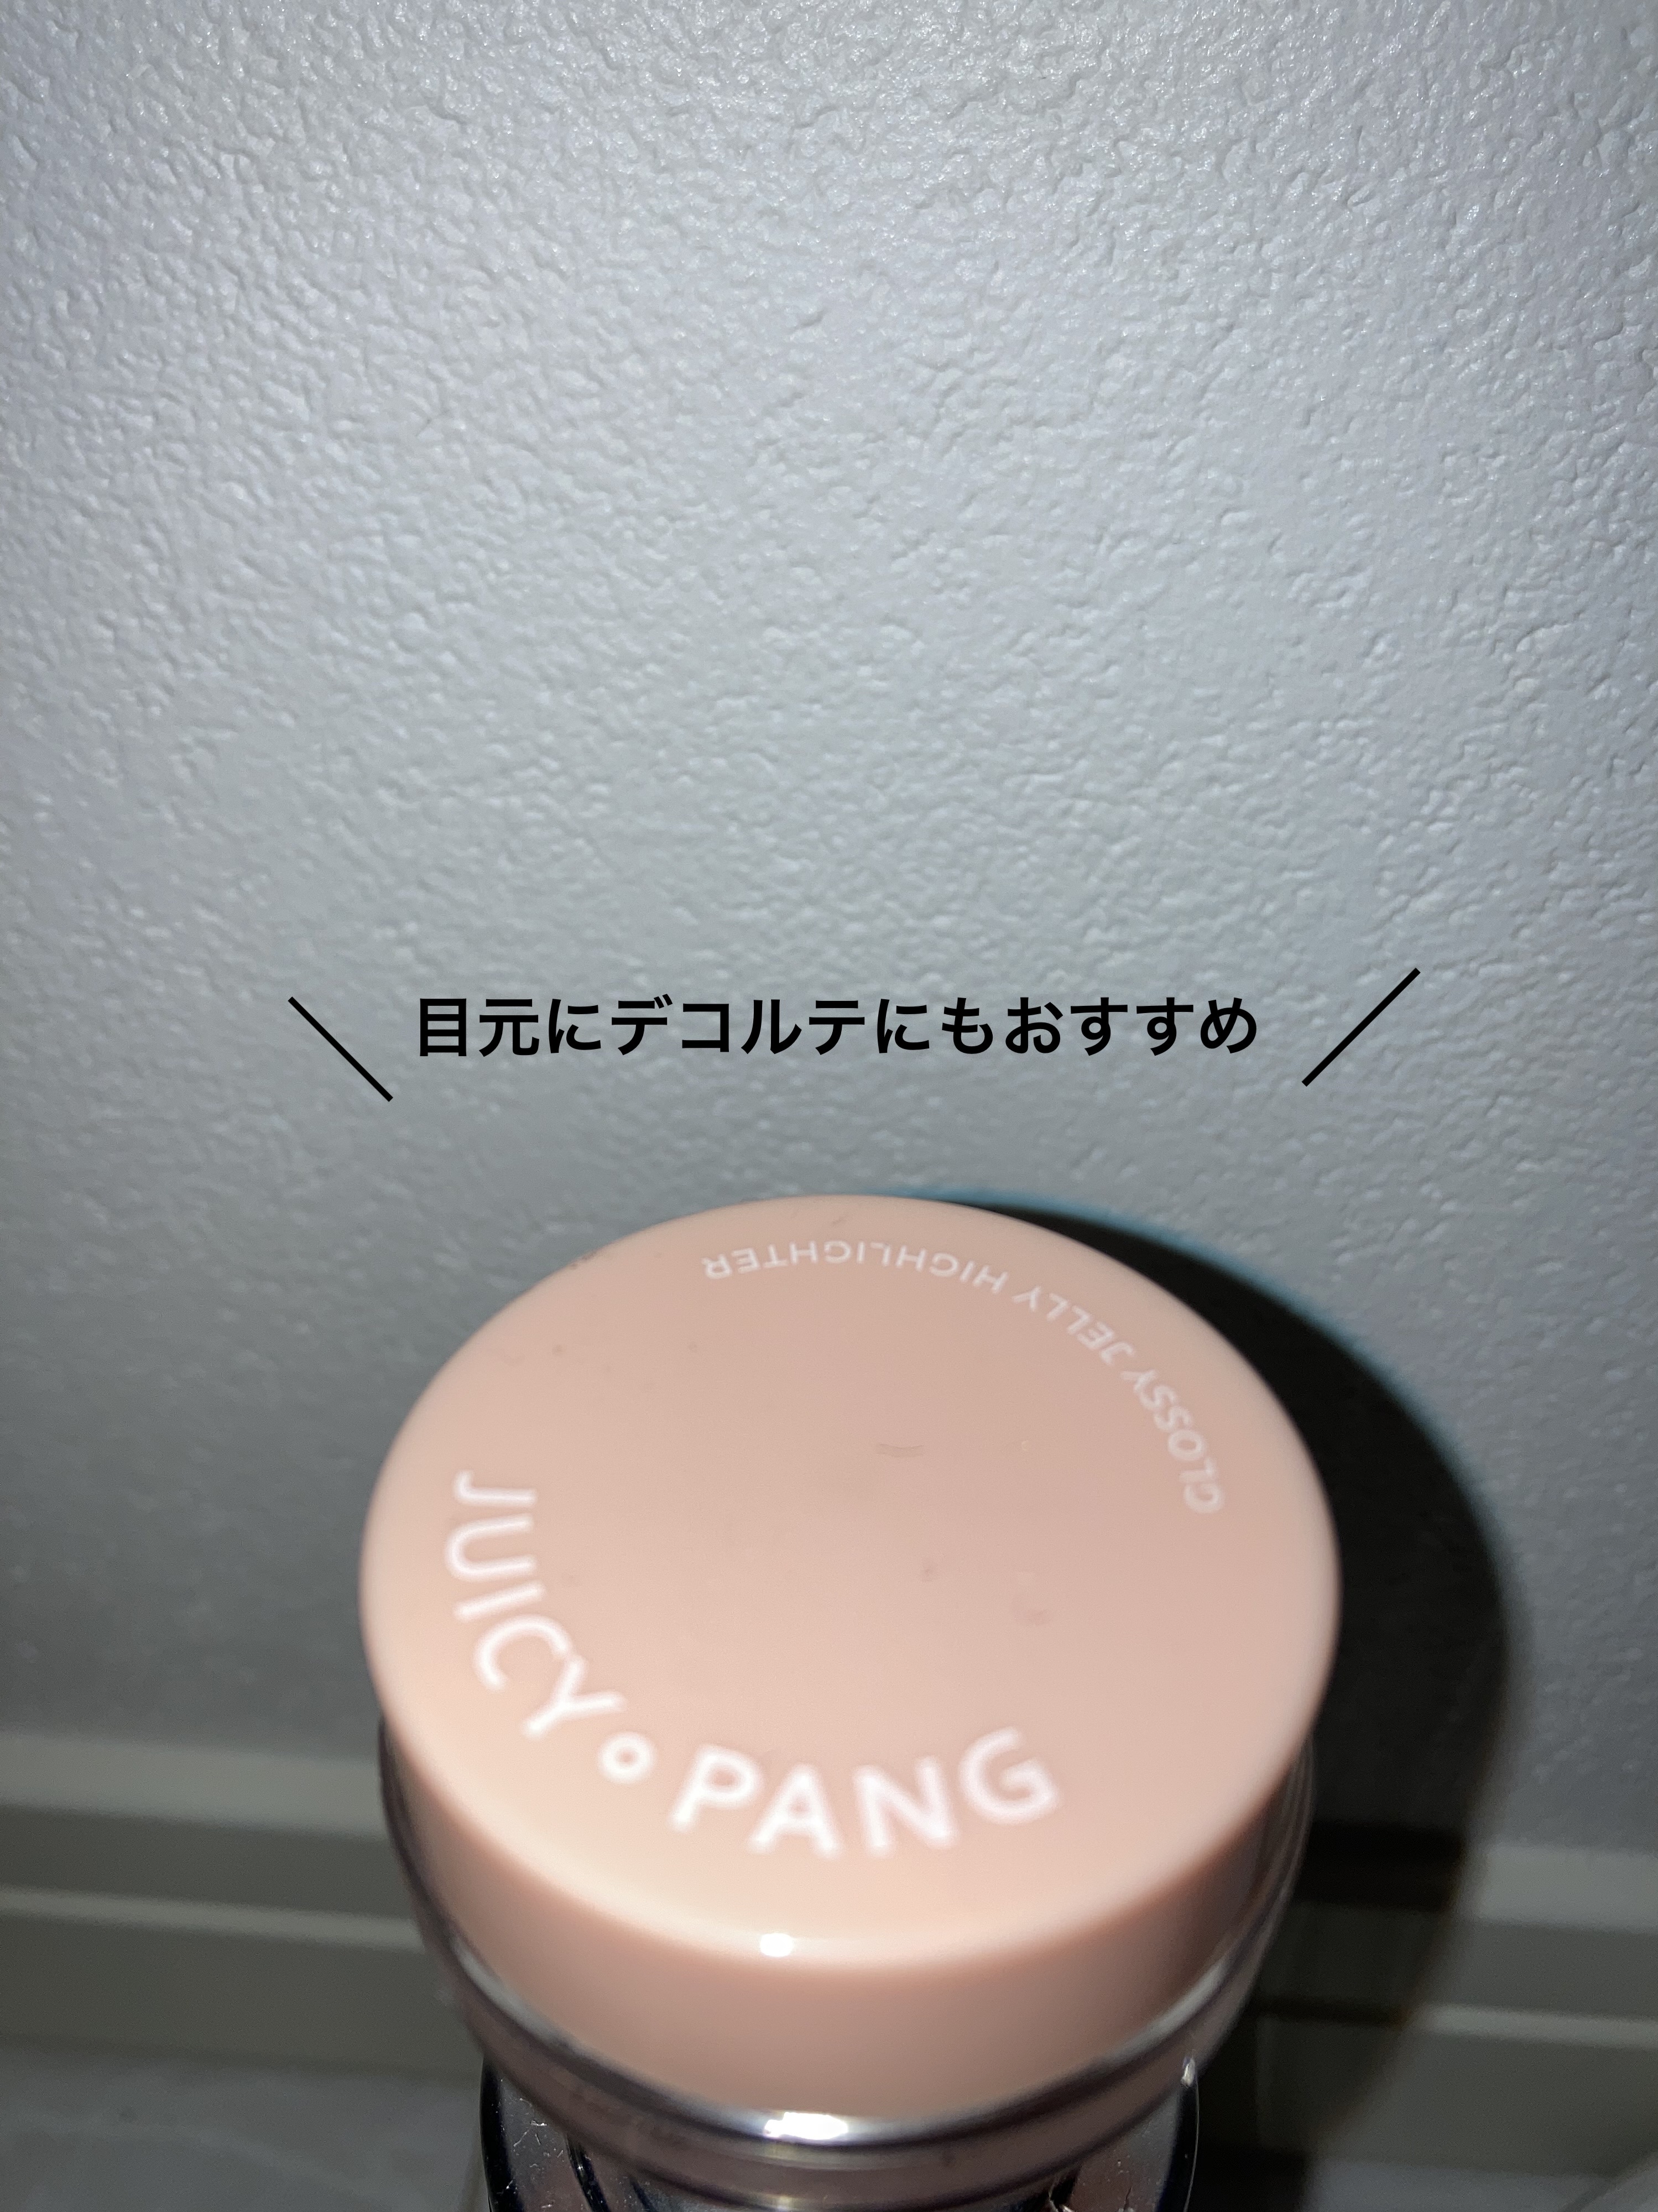 目元にデコルテにもおすすめ
GLOSSY JELLY HIGHLIGHTER
JUICY PANG